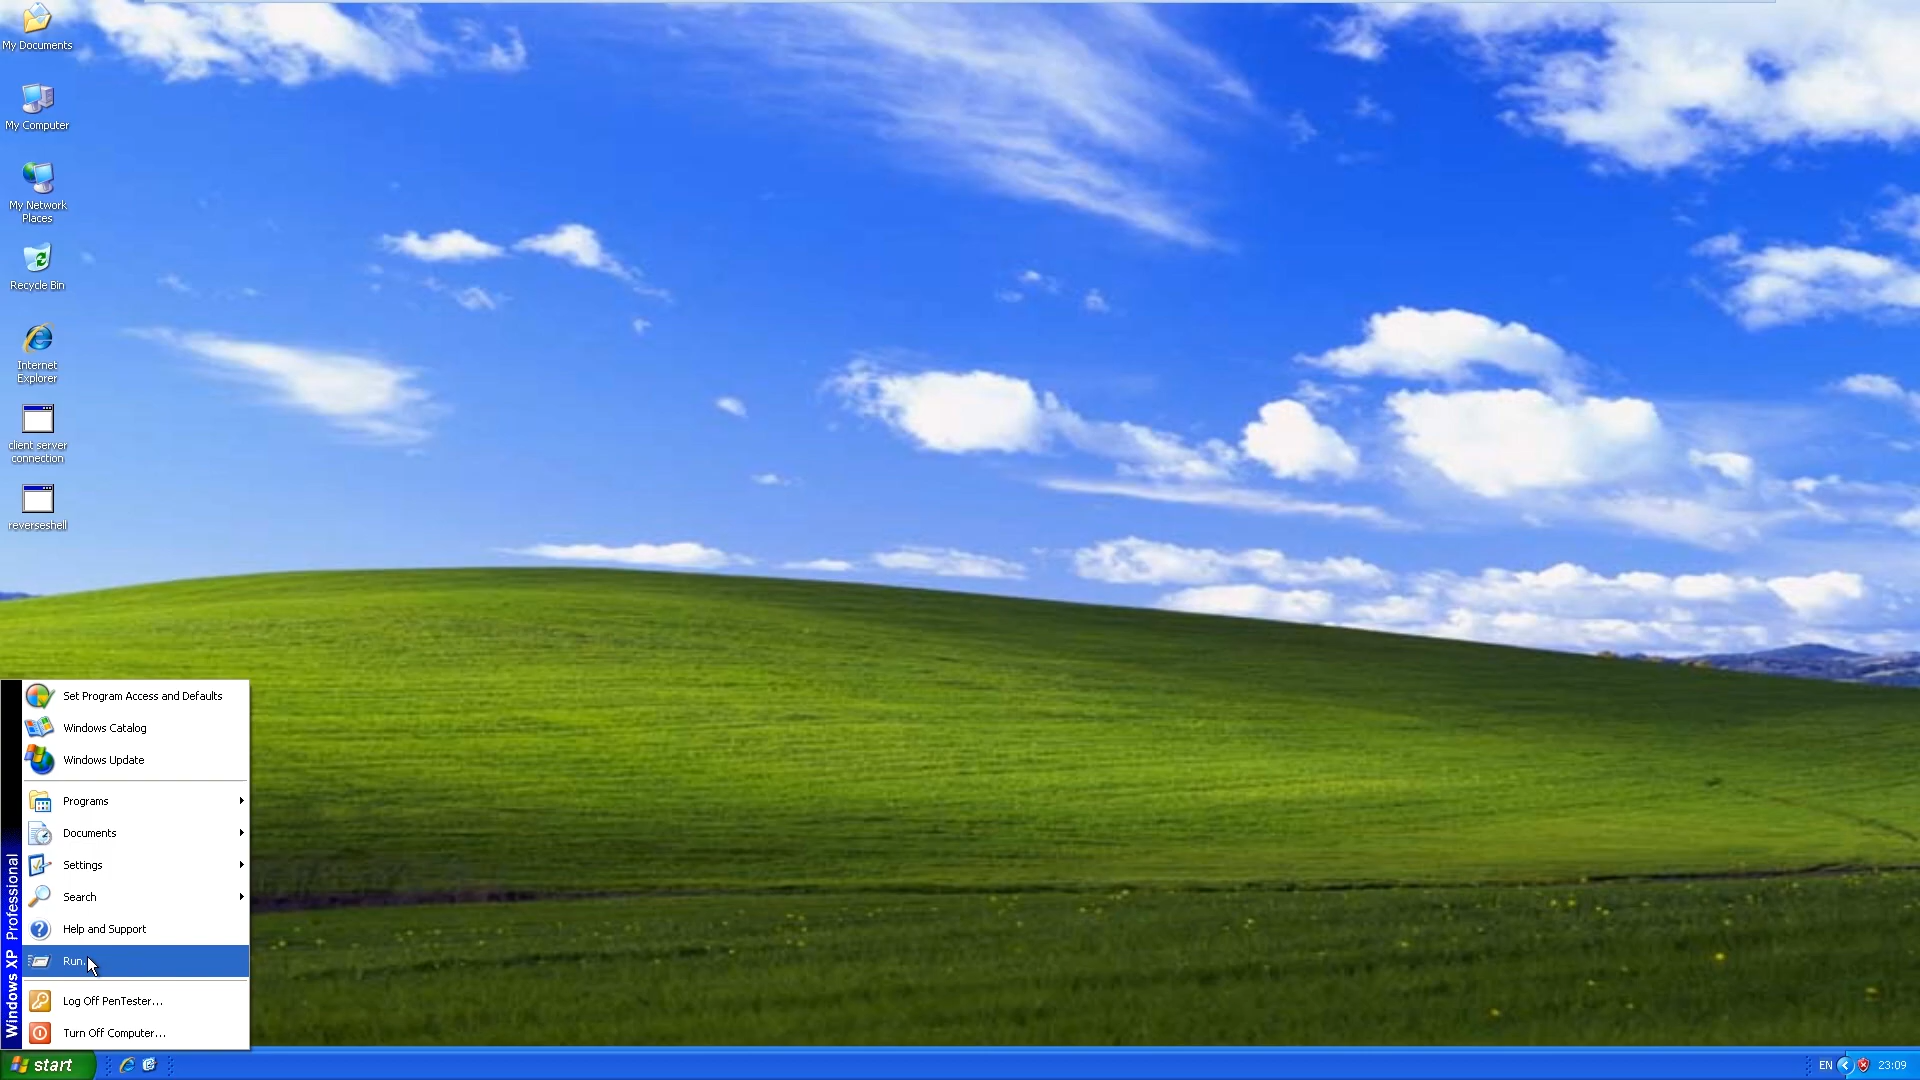 My Documents
My Computer
My Network
Places
Recycle Bin
Internet
Explorer
client server
connection
reverseshell
Set Program Access and Defaults
Windows Catalog
Windows Update
Programs
Documents
Settings
Search
Help and Support
Run
Log Off PenTester...
Turn Off Computer...
Windows XP Professional
start
EN
23:09